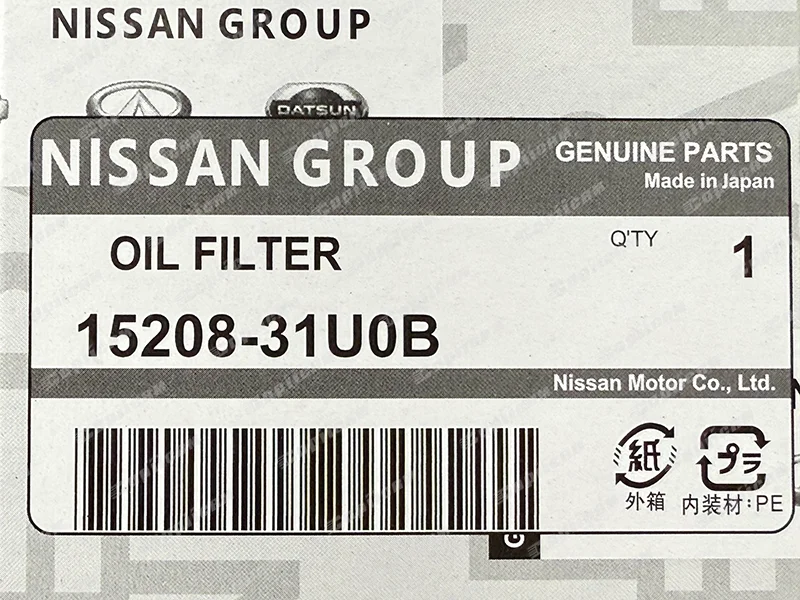 NISSAN GROUP
DATSUN
NISSAN GROUP
GENUINE PARTS
Made in Japan
OIL FILTER
Q'TY
1
15208-31U0B
Nissan Motor Co., Ltd.
紙
プラ
外箱
内装材:PE
G